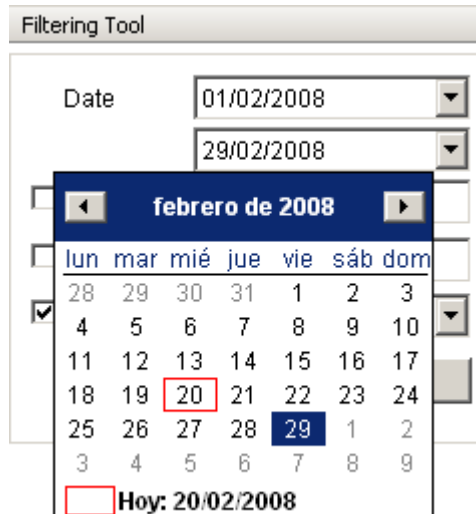 Filtering Tool
Date 01/02/2008
29/02/2008
febrero de 2008
lun mar mié jue vie sáb dom
28 29 30 31 1 2 3
4 5 6 7 8 9 10
11 12 13 14 15 16 17
18 19 20 21 22 23 24
25 26 27 28 29 1 2
3 4 5 6 7 8 9
Hoy: 20/02/2008